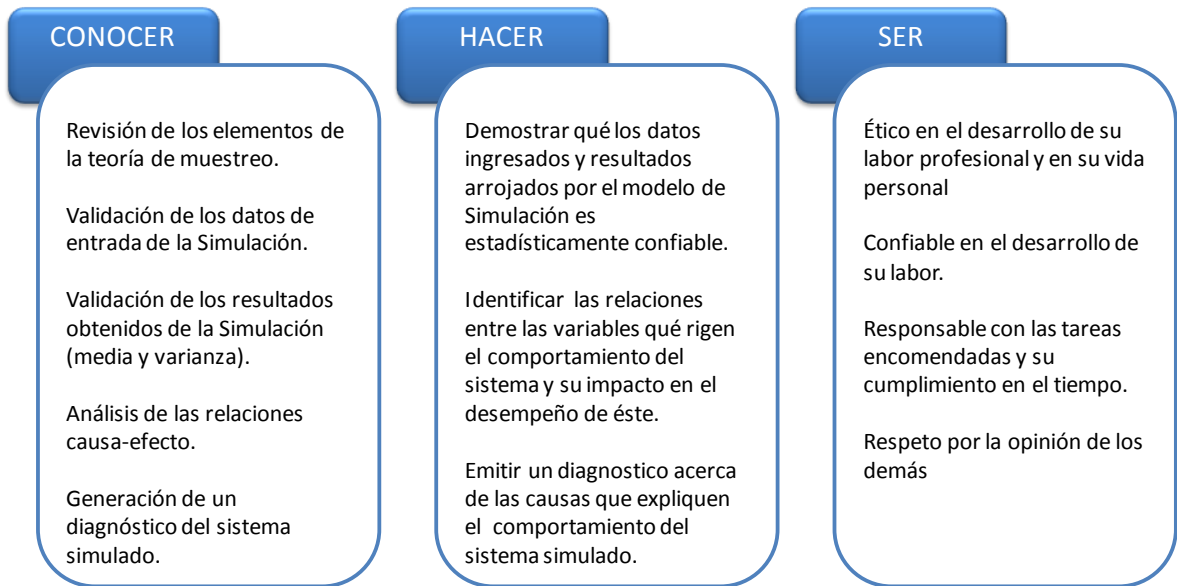 CONOCER
Revisión de los elementos de
la teoría de muestreo.
Validación de los datos de
entrada de la Simulación.
Validación de los resultados
obtenidos de la Simulación
(media y varianza).
Análisis de las relaciones
causa-efecto.
Generación de un
diagnóstico del sistema
simulado.
HACER
Demostrar qué los datos
ingresados y resultados
arrojados por el modelo de
Simulación es
estadísticamente confiable.
Identificar las relaciones
entre las variables qué rigen
el comportamiento del
sistema y su impacto en el
desempeño de éste.
Emitir un diagnostico acerca
de las causas que expliquen
el comportamiento del
sistema simulado.
SER
Ético en el desarrollo de su
labor profesional y en su vida
personal
Confiable en el desarrollo de
su labor.
Responsable con las tareas
encomendadas y su
cumplimiento en el tiempo.
Respeto por la opinión de los
demás